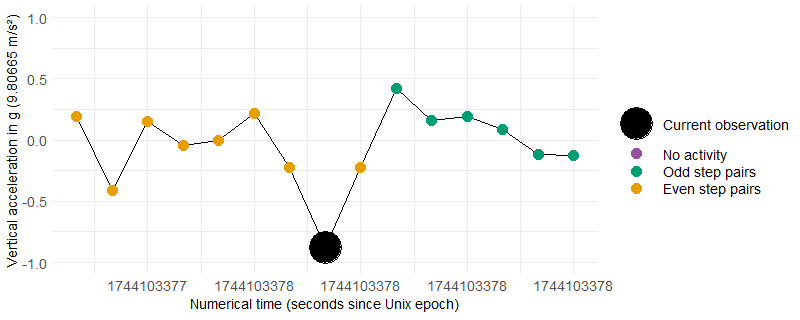 Vertical acceleration in g (9.80665 m/s²)
1.0
0.5
0.0
-0.5
-1.0
1744103377 1744103378 1744103378 1744103378 1744103378
Numerical time (seconds since Unix epoch)
Current observation
No activity
Odd step pairs
Even step pairs